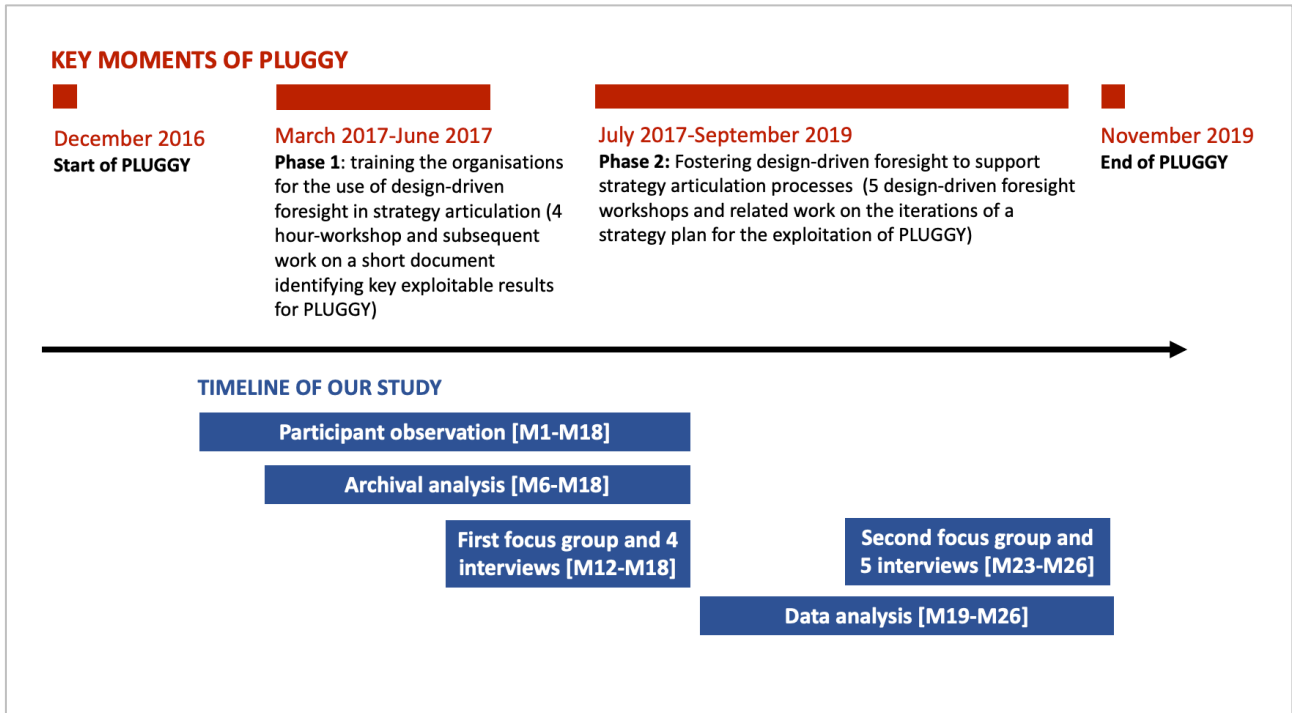 KEY MOMENTS OF PLUGGY
December 2016
Start of PLUGGY
March 2017-June 2017
Phase 1: training the organisations
for the use of design-driven
foresight in strategy articulation (4
hour-workshop and subsequent
work on a short document
identifying key exploitable results
for PLUGGY)
July 2017-September 2019
Phase 2: Fostering design-driven foresight to support
strategy articulation processes  (5 design-driven foresight
workshops and related work on the iterations of a
strategy plan for the exploitation of PLUGGY)
November 2019
End of PLUGGY
TIMELINE OF OUR STUDY
Participant observation [M1-M18]
Archival analysis [M6-M18]
First focus group and 4
interviews [M12-M18]
Second focus group and
5 interviews [M23-M26]
Data analysis [M19-M26]